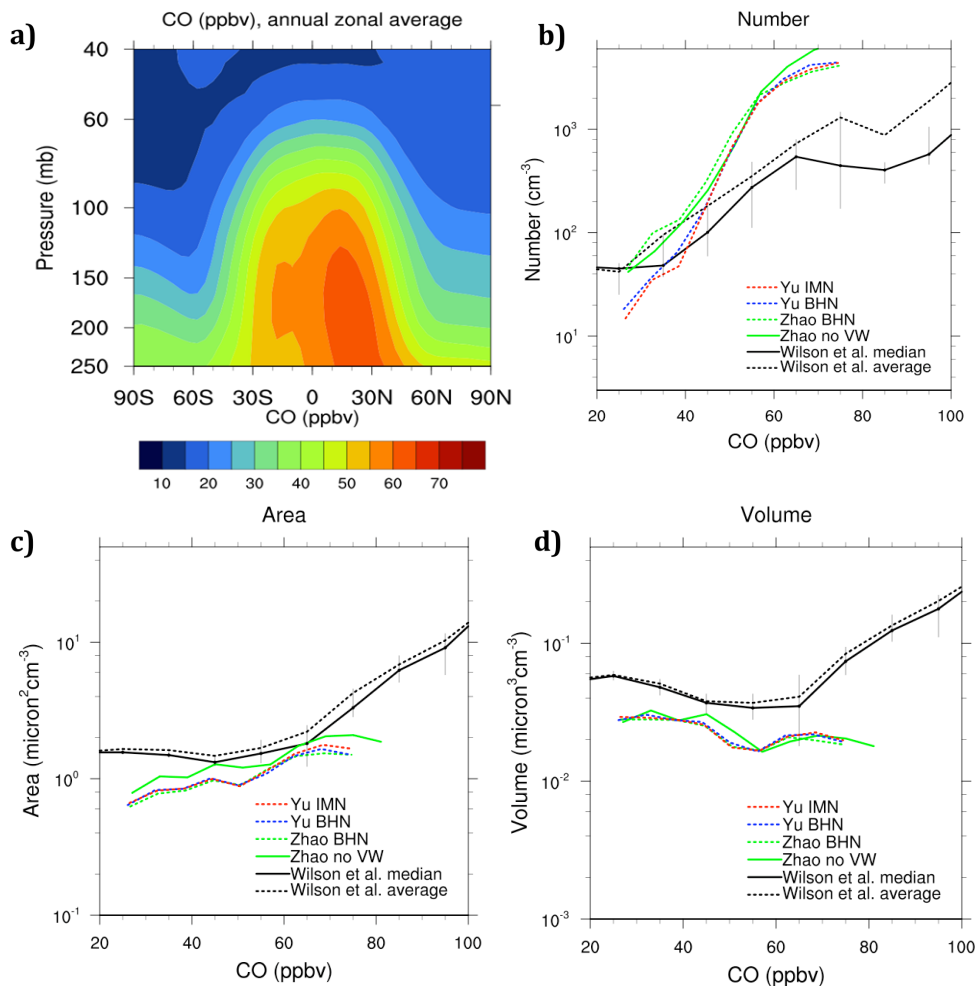 CO (ppbv), annual zonal average
a)
40
60
100
150
200
250
Pressure (mb)
90S 60S 30N 0 30N 60N 90N
CO (ppbv)
10 20 30 40 50 60 70
b)
Number
10³
10²
10¹
Number (cm⁻³)
Yu IMN
Yu BHN
Zhao BHN
Zhao no VW
Wilson et al. median
Wilson et al. average
20 40 60 80 100
CO (ppbv)
c)
Area
10¹
10⁰
10⁻¹
Area (micron²cm⁻³)
Yu IMN
Yu BHN
Zhao BHN
Zhao no VW
Wilson et al. median
Wilson et al. average
20 40 60 80 100
CO (ppbv)
d)
Volume
10⁻¹
10⁻²
10⁻³
Volume (micron³cm⁻³)
Yu IMN
Yu BHN
Zhao BHN
Zhao no VW
Wilson et al. median
Wilson et al. average
20 40 60 80 100
CO (ppbv)